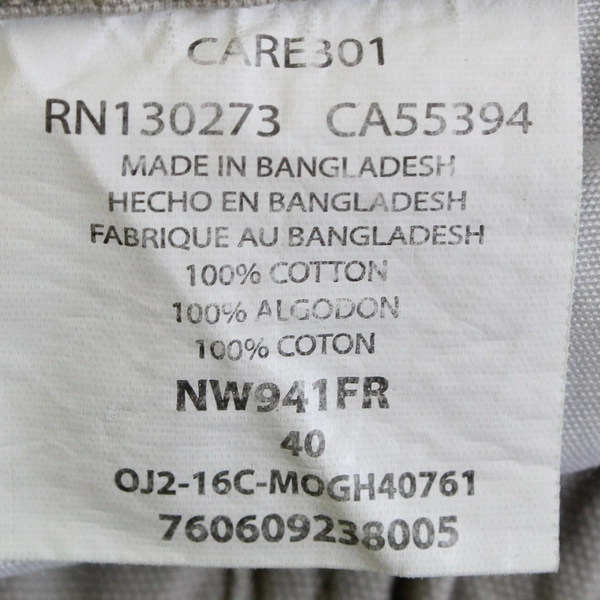 CARE301
RN130273 CA55394
MADE IN BANGLADESH
HECHO EN BANGLADESH
FABRIQUE AU BANGLADESH
100% COTTON
100% ALGODON
100% COTON
NW941FR
40
OJ2-16C-MOGH40761
760609238005